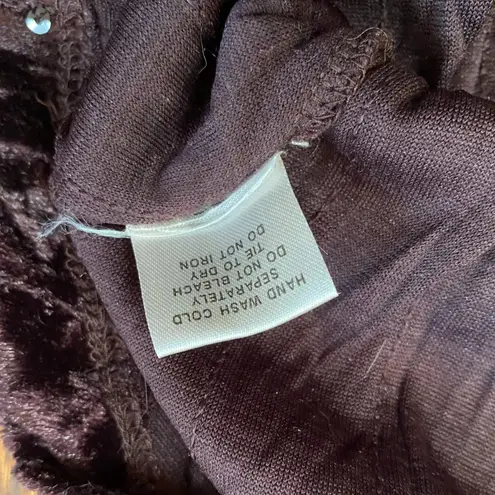 HAND WASH COLD
SEPARATELY
DO NOT BLEACH
TIE TO DRY
DO NOT IRON